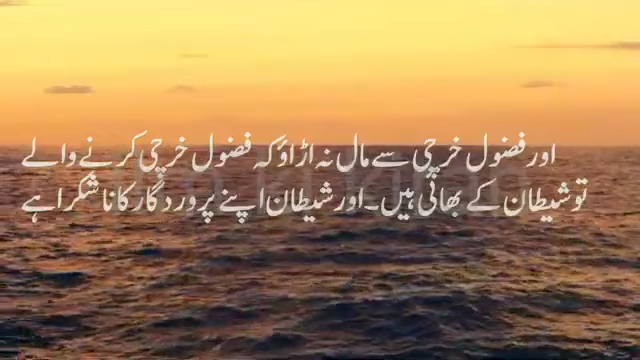 اور فضول خرچی سے مال نہ اڑاؤ کہ فضول خرچی کرنے والے
تو شیطان کے بھائی ہیں۔ اور شیطان اپنے پروردگار کا ناشکرا ہے